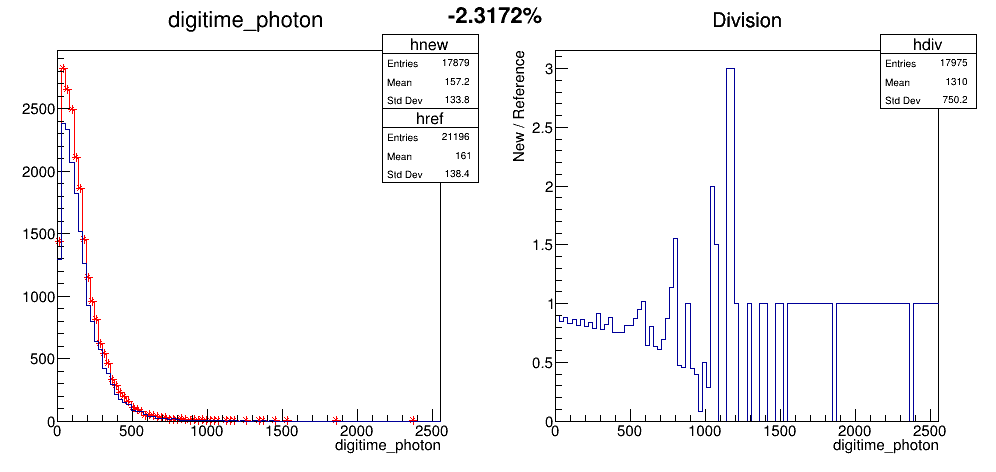 -2.3172%
digitime_photon
hnew
Entries 17879
Mean 157.2
Std Dev 133.8
href
Entries 21196
Mean 161
Std Dev 138.4
2500
2000
1500
1000
500
0
0 500 1000 1500 2000 2500
digitime_photon
Division
hdiv
Entries 17975
Mean 1310
Std Dev 750.2
New / Reference
3
2.5
2
1.5
1
0.5
0
0 500 1000 1500 2000 2500
digitime_photon